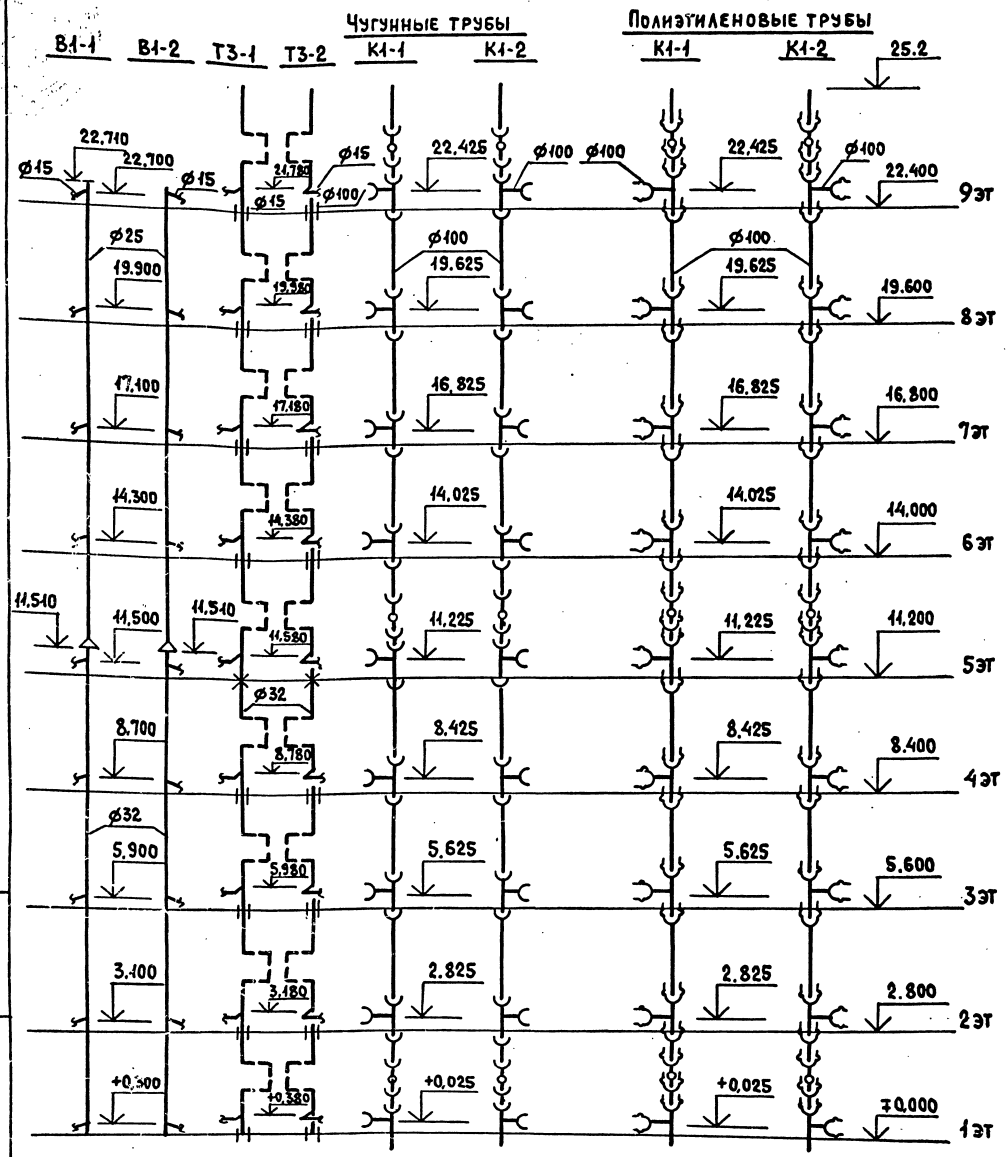 Чугунные трубы
Полиэтиленовые трубы
В1-1 В1-2 Т3-1 Т3-2 К1-1 К1-2 К1-1 К1-2 25.2
22,710
22,700 ø15 22,425 ø100 ø100 22,425 ø100
ø15 ø15 21,780 22.400
ø15 ø100 9эт
ø25 ø100 ø100
19.900 19.980 19.625 19.625 19.600
8эт
17,100 17,180 16,825 16,825 16,800
7эт
14,300 14,380 14,025 14.025 14.000
6эт
11,510 11,500 11,510 11,580 11,225 11,225 11,200
5эт
ø32
8,700 8,780 8.425 8,425 8.400
4эт
ø32
5,900 5,980 5,625 5.625 5.600
3эт
3.100 3,180 2.825 2.825 2.800
2эт
+0,300 +0,380 +0,025 +0,025 ∓0,000
1эт